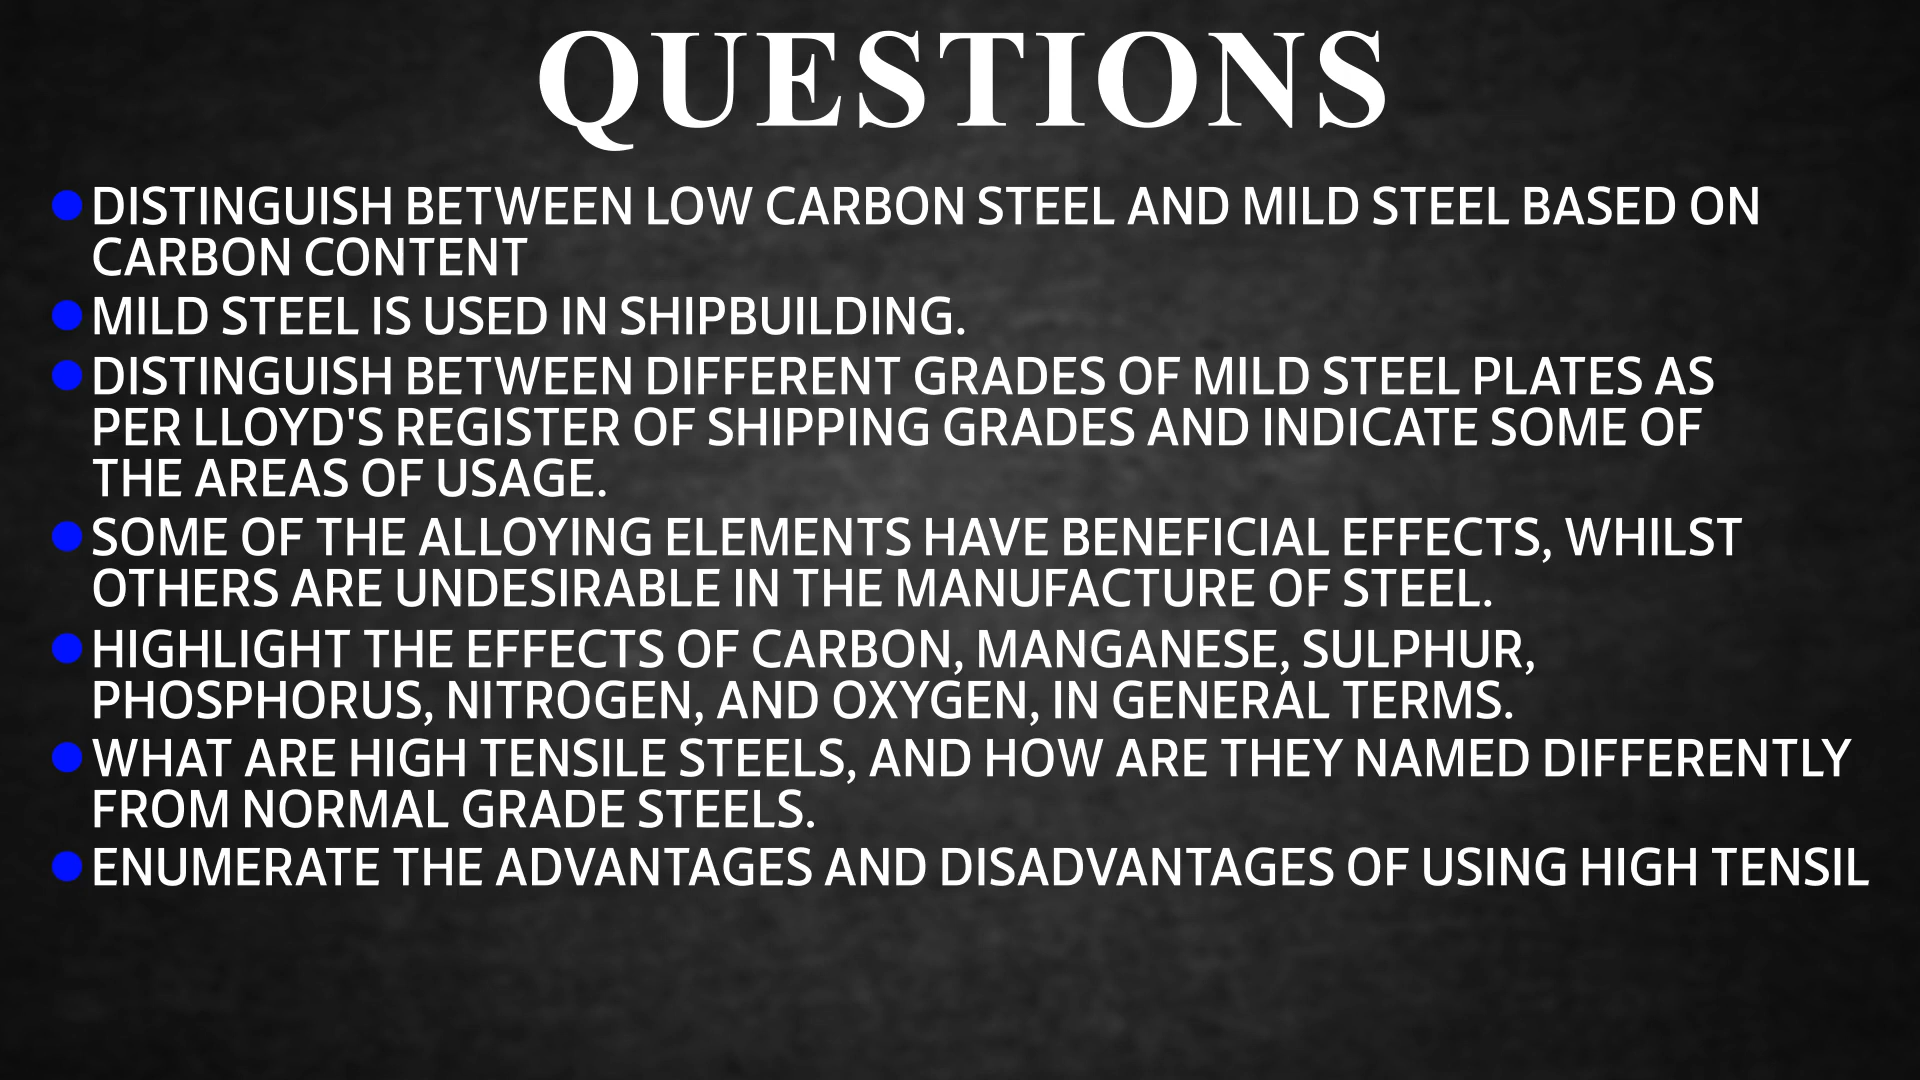 QUESTIONS
DISTINGUISH BETWEEN LOW CARBON STEEL AND MILD STEEL BASED ON
CARBON CONTENT
MILD STEEL IS USED IN SHIPBUILDING.
DISTINGUISH BETWEEN DIFFERENT GRADES OF MILD STEEL PLATES AS
PER LLOYD'S REGISTER OF SHIPPING GRADES AND INDICATE SOME OF
THE AREAS OF USAGE.
SOME OF THE ALLOYING ELEMENTS HAVE BENEFICIAL EFFECTS, WHILST
OTHERS ARE UNDESIRABLE IN THE MANUFACTURE OF STEEL.
HIGHLIGHT THE EFFECTS OF CARBON, MANGANESE, SULPHUR,
PHOSPHORUS, NITROGEN, AND OXYGEN, IN GENERAL TERMS.
WHAT ARE HIGH TENSILE STEELS, AND HOW ARE THEY NAMED DIFFERENTLY
FROM NORMAL GRADE STEELS.
ENUMERATE THE ADVANTAGES AND DISADVANTAGES OF USING HIGH TENSIL